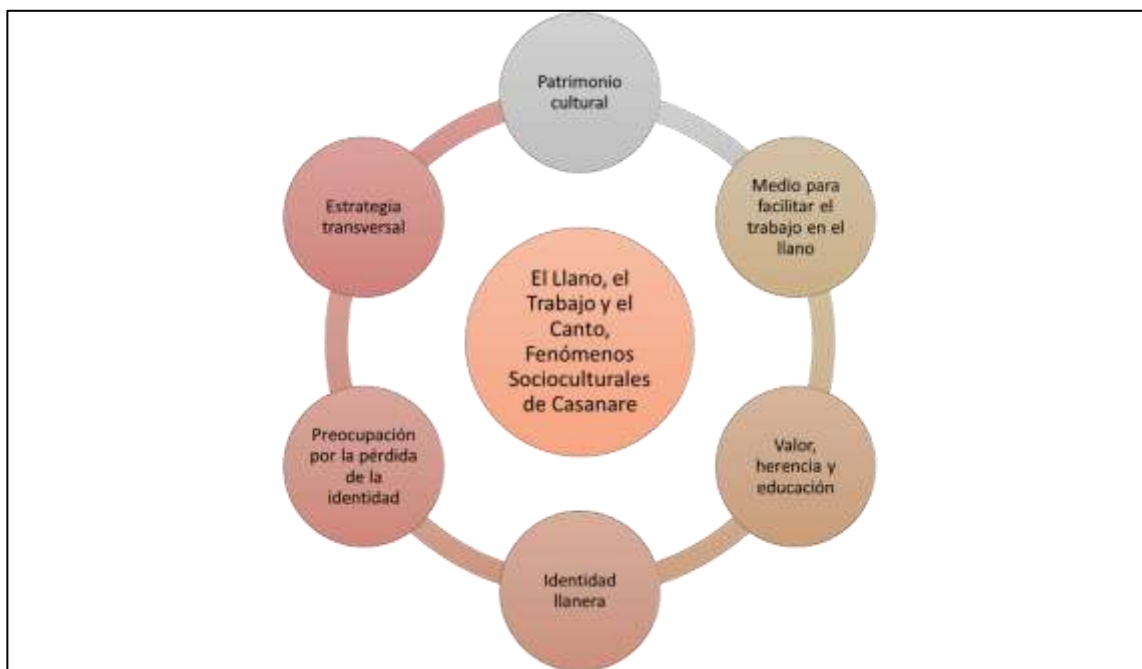 Patrimonio
cultural
Medio para
facilitar el
trabajo en el
llano
Valor,
herencia y
educación
Identidad
llanera
Preocupación
por la pérdida
de la
identidad
Estrategia
transversal
El Llano, el
Trabajo y el
Canto,
Fenómenos
Socioculturales
de Casanare